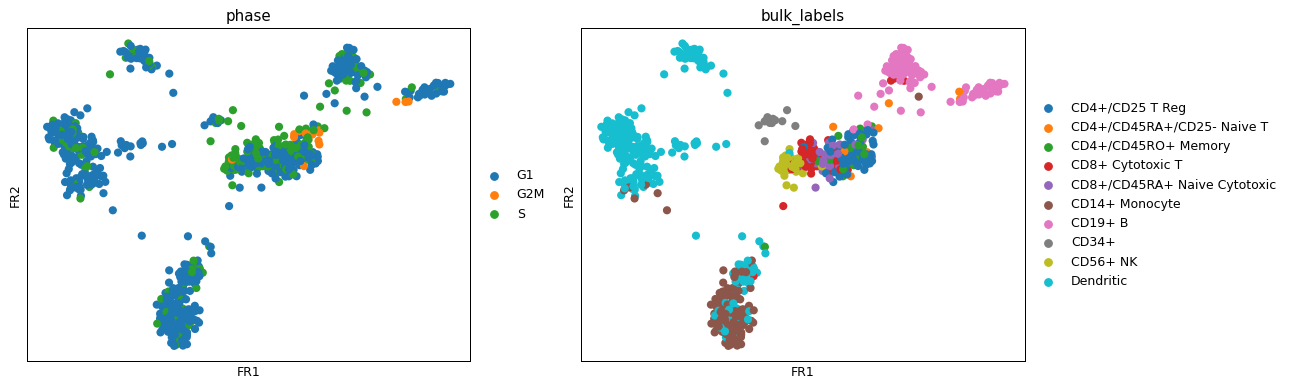 phase
FR2
FR1
G1
G2M
S
bulk_labels
FR2
FR1
CD4+/CD25 T Reg
CD4+/CD45RA+/CD25- Naive T
CD4+/CD45RO+ Memory
CD8+ Cytotoxic T
CD8+/CD45RA+ Naive Cytotoxic
CD14+ Monocyte
CD19+ B
CD34+
CD56+ NK
Dendritic